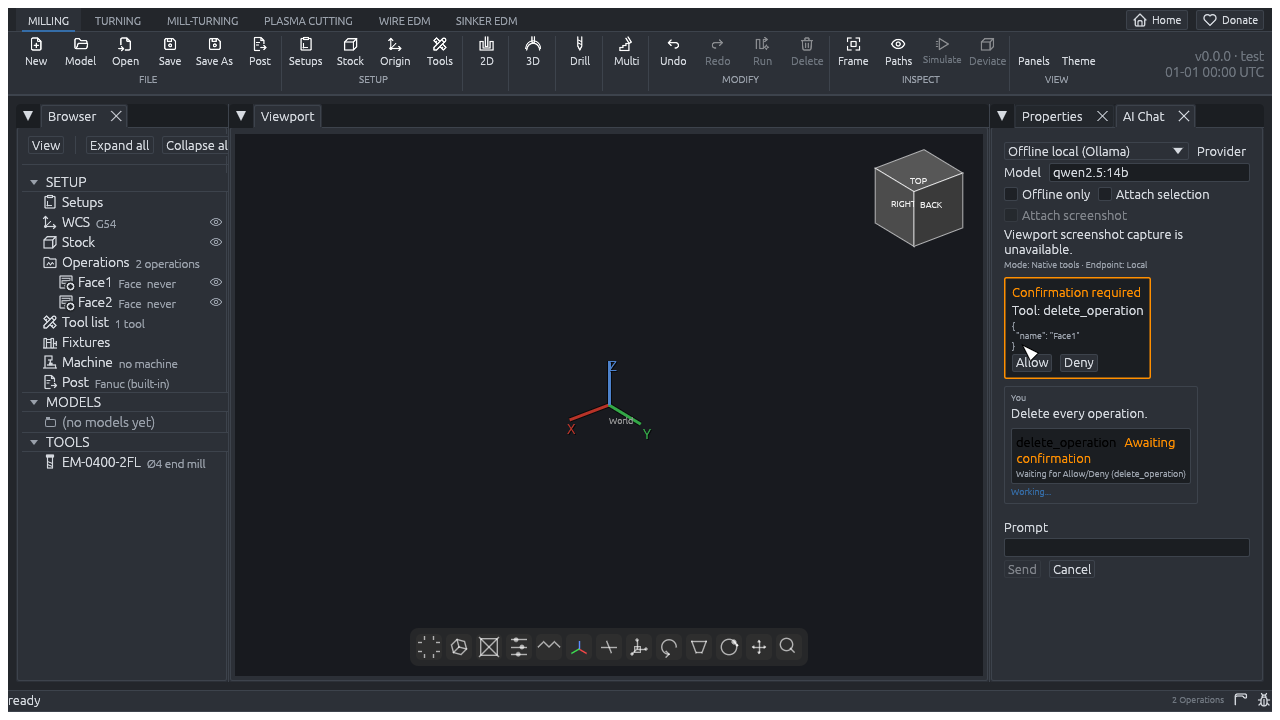 MILLING TURNING MILL-TURNING PLASMA CUTTING WIRE EDM SINKER EDM Home Donate
New Model Open Save Save As Post Setups Stock Origin Tools 2D 3D Drill Multi Undo Redo Run Delete Frame Paths Simulate Deviate Panels Theme
FILE SETUP MODIFY INSPECT VIEW
v0.0.0 · test
01-01 00:00 UTC
Browser
View Expand all Collapse al
SETUP
Setups
WCS G54
Stock
Operations 2 operations
Face1 Face never
Face2 Face never
Tool list 1 tool
Fixtures
Machine no machine
Post Fanuc (built-in)
MODELS
(no models yet)
TOOLS
EM-0400-2FL Ø4 end mill
Viewport
TOP
RIGHT BACK
Z
World
X
Y
Properties AI Chat
Offline local (Ollama) Provider
Model qwen2.5:14b
Offline only Attach selection
Attach screenshot
Viewport screenshot capture is
unavailable.
Mode: Native tools · Endpoint: Local
Confirmation required
Tool: delete_operation
{
"name": "Face1"
}
Allow Deny
You
Delete every operation.
delete_operation Awaiting
confirmation
Waiting for Allow/Deny (delete_operation)
Working...
Prompt
Send Cancel
ready 2 Operations